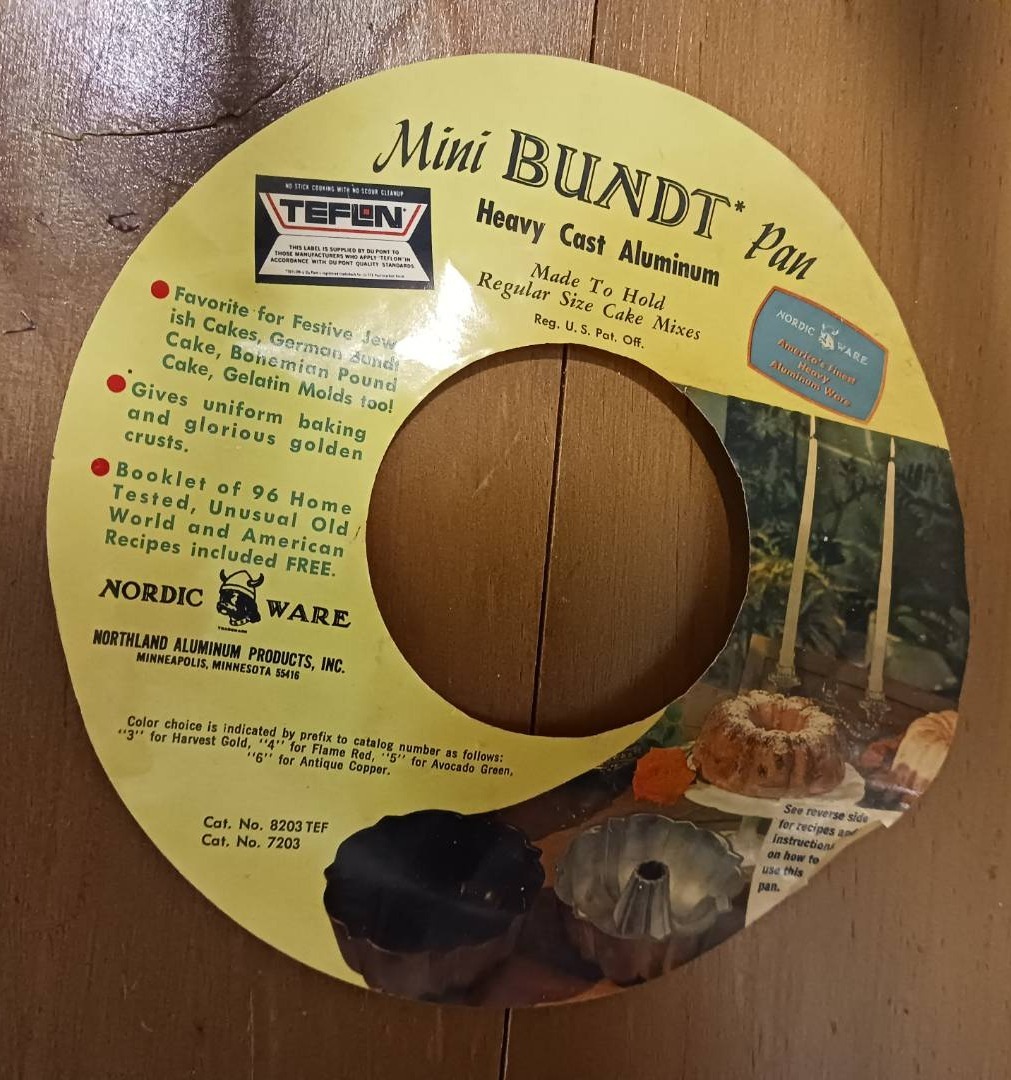 Mini BUNDT* Pan
Heavy Cast Aluminum
Made To Hold
Regular Size Cake Mixes
Reg. U.S. Pat. Off.
NO STICK COOKING WITH NO SCOUR CLEANUP
TEFLON
THIS LABEL IS SUPPLIED BY DU PONT TO
THOSE MANUFACTURERS WHO APPLY "TEFLON" IN
ACCORDANCE WITH DU PONT QUALITY STANDARDS.
NORDIC WARE
America's Finest
Heavy
Aluminum Ware
Favorite for Festive Jew
ish Cakes, German Bundt
Cake, Bohemian Pound
Cake, Gelatin Molds too!
Gives uniform baking
and glorious golden
crusts.
Booklet of 96 Home
Tested, Unusual Old
World and American
Recipes included FREE.
NORDIC WARE
TRADEMARK
NORTHLAND ALUMINUM PRODUCTS, INC.
MINNEAPOLIS, MINNESOTA 55416
Color choice is indicated by prefix to catalog number as follows:
"3" for Harvest Gold, "4" for Flame Red, "5" for Avocado Green,
"6" for Antique Copper.
Cat. No. 8203 TEF
Cat. No. 7203
See reverse side
for recipes and
instructions
on how to
use this
pan.